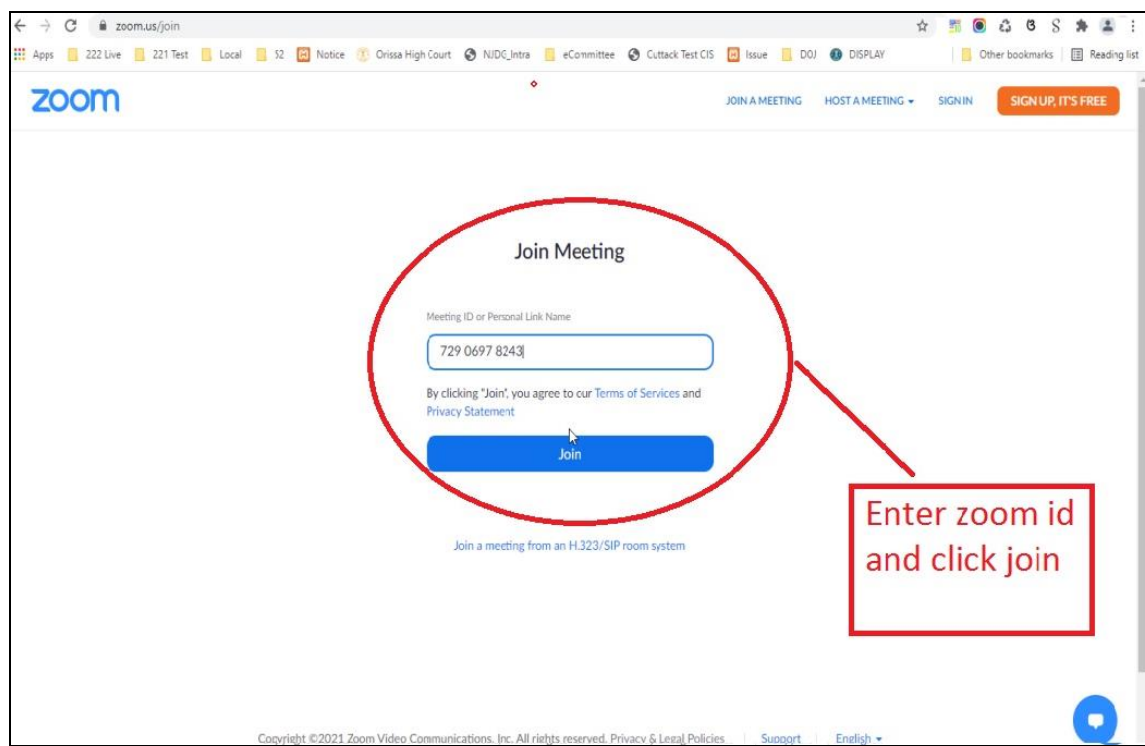 zoom.us/join
Apps 222 Live 221 Test Local S2 Notice Orissa High Court NJDG_Intra eCommittee Cuttack Test CIS Issue DOJ DISPLAY Other bookmarks Reading list
zoom
JOIN A MEETING HOST A MEETING SIGN IN SIGN UP, IT'S FREE
Join Meeting
Meeting ID or Personal Link Name
729 0697 8243
By clicking "Join", you agree to our Terms of Services and
Privacy Statement
Join
Enter zoom id
and click join
Join a meeting from an H.323/SIP room system
Copyright ©2021 Zoom Video Communications, Inc. All rights reserved. Privacy & Legal Policies Support English